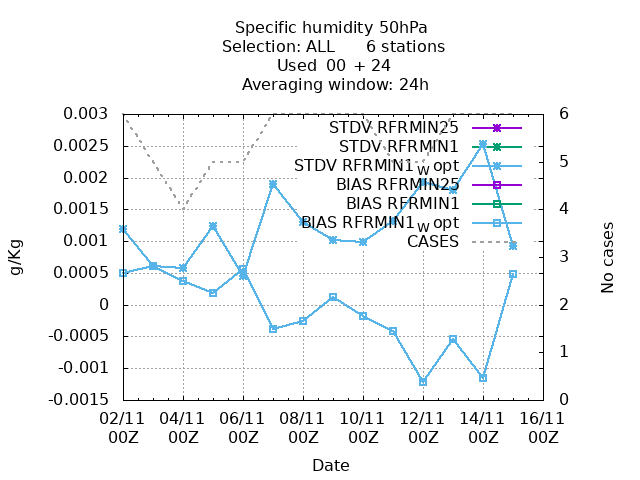 Specific humidity 50hPa
Selection: ALL 6 stations
Used 00 + 24
Averaging window: 24h
0.003
0.0025
0.002
0.0015
0.001
0.0005
0
-0.0005
-0.001
-0.0015
g/Kg
6
5
4
3
2
1
0
No cases
STDV RFRMIN25
STDV RFRMIN1
STDV RFRMIN1_W opt
BIAS RFRMIN25
BIAS RFRMIN1
BIAS RFRMIN1_W opt
CASES
02/11 04/11 06/11 08/11 10/11 12/11 14/11 16/11
00Z 00Z 00Z 00Z 00Z 00Z 00Z 00Z
Date